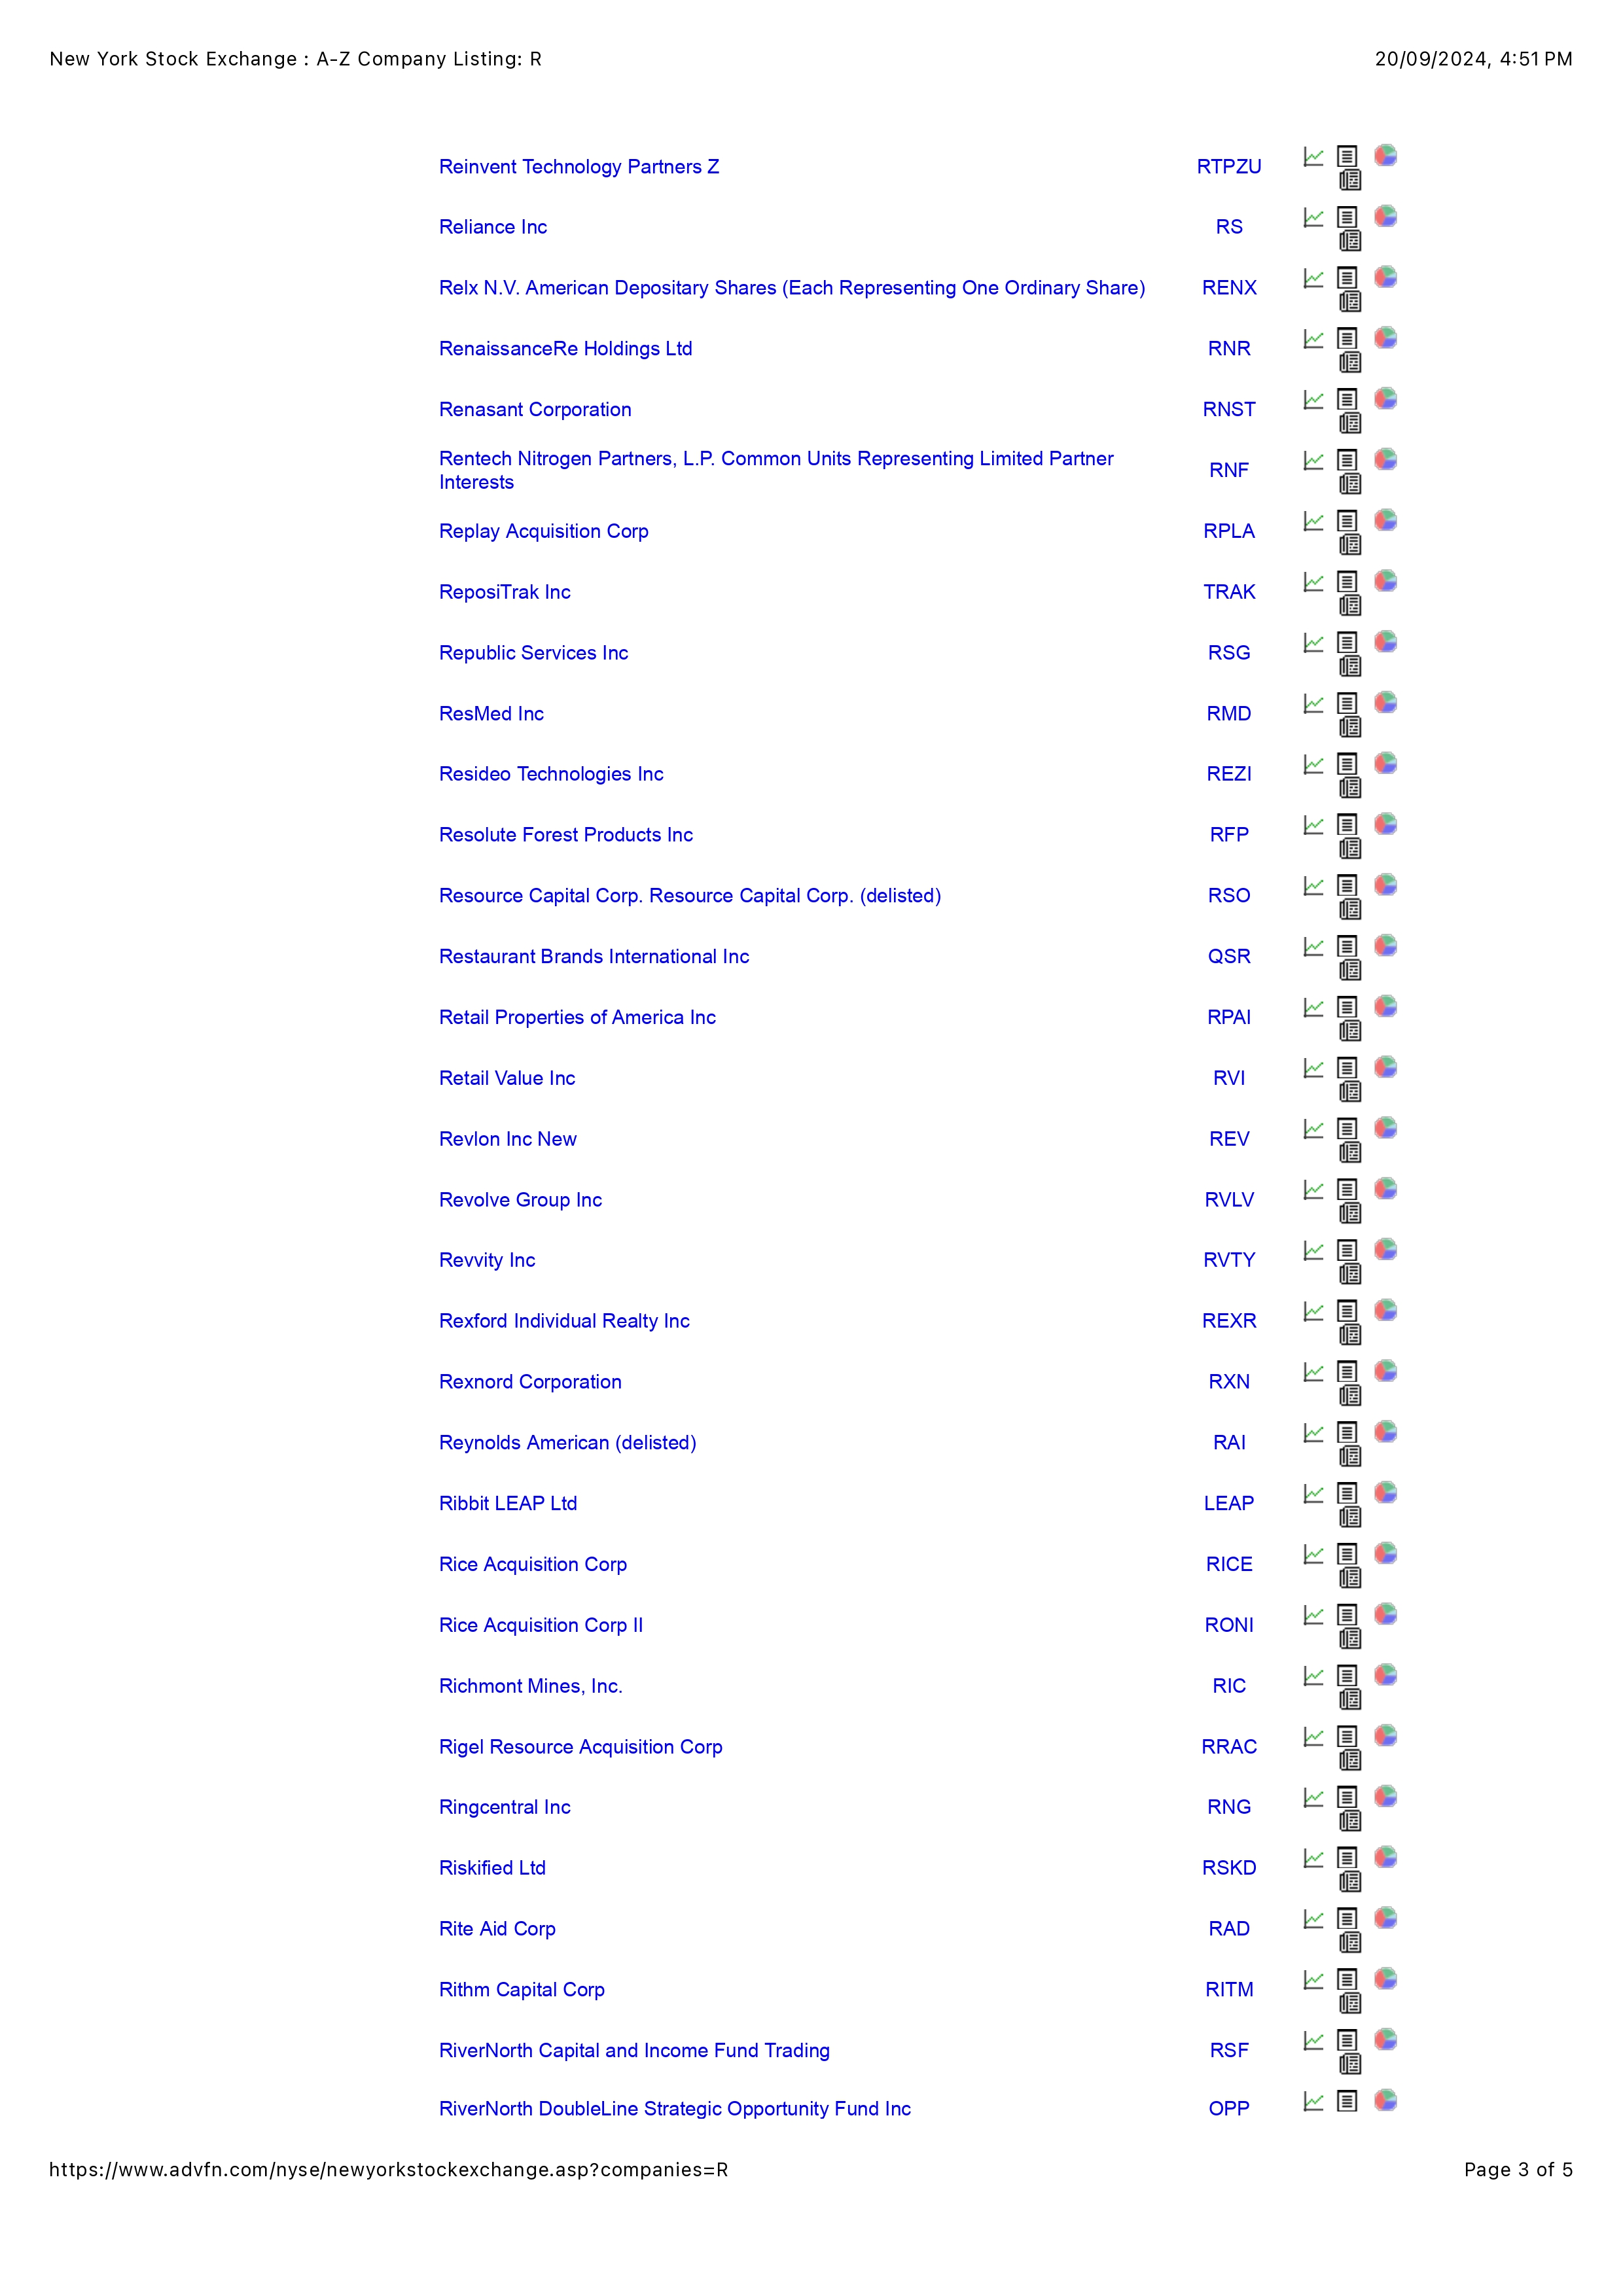 New York Stock Exchange : A-Z Company Listing: R 20/09/2024, 4:51 PM
Reinvent Technology Partners Z RTPZU
Reliance Inc RS
Relx N.V. American Depositary Shares (Each Representing One Ordinary Share) RENX
RenaissanceRe Holdings Ltd RNR
Renasant Corporation RNST
Rentech Nitrogen Partners, L.P. Common Units Representing Limited Partner
Interests RNF
Replay Acquisition Corp RPLA
ReposiTrak Inc TRAK
Republic Services Inc RSG
ResMed Inc RMD
Resideo Technologies Inc REZI
Resolute Forest Products Inc RFP
Resource Capital Corp. Resource Capital Corp. (delisted) RSO
Restaurant Brands International Inc QSR
Retail Properties of America Inc RPAI
Retail Value Inc RVI
Revlon Inc New REV
Revolve Group Inc RVLV
Revvity Inc RVTY
Rexford Individual Realty Inc REXR
Rexnord Corporation RXN
Reynolds American (delisted) RAI
Ribbit LEAP Ltd LEAP
Rice Acquisition Corp RICE
Rice Acquisition Corp II RONI
Richmont Mines, Inc. RIC
Rigel Resource Acquisition Corp RRAC
Ringcentral Inc RNG
Riskified Ltd RSKD
Rite Aid Corp RAD
Rithm Capital Corp RITM
RiverNorth Capital and Income Fund Trading RSF
RiverNorth DoubleLine Strategic Opportunity Fund Inc OPP
https://www.advfn.com/nyse/newyorkstockexchange.asp?companies=R Page 3 of 5